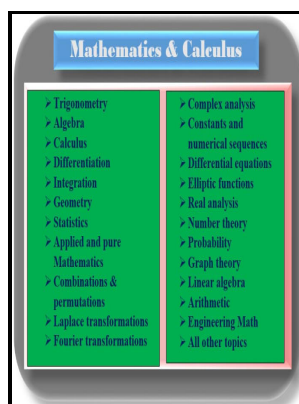 Mathematics & Calculus
➢ Trigonometry
➢ Algebra
➢ Calculus
➢ Differentiation
➢ Integration
➢ Geometry
➢ Statistics
➢ Applied and pure
Mathematics
➢ Combinations &
permutations
➢ Laplace transformations
➢ Fourier transformations
➢ Complex analysis
➢ Constants and
numerical sequences
➢ Differential equations
➢ Elliptic functions
➢ Real analysis
➢ Number theory
➢ Probability
➢ Graph theory
➢ Linear algebra
➢ Arithmetic
➢ Engineering Math
➢ All other topics